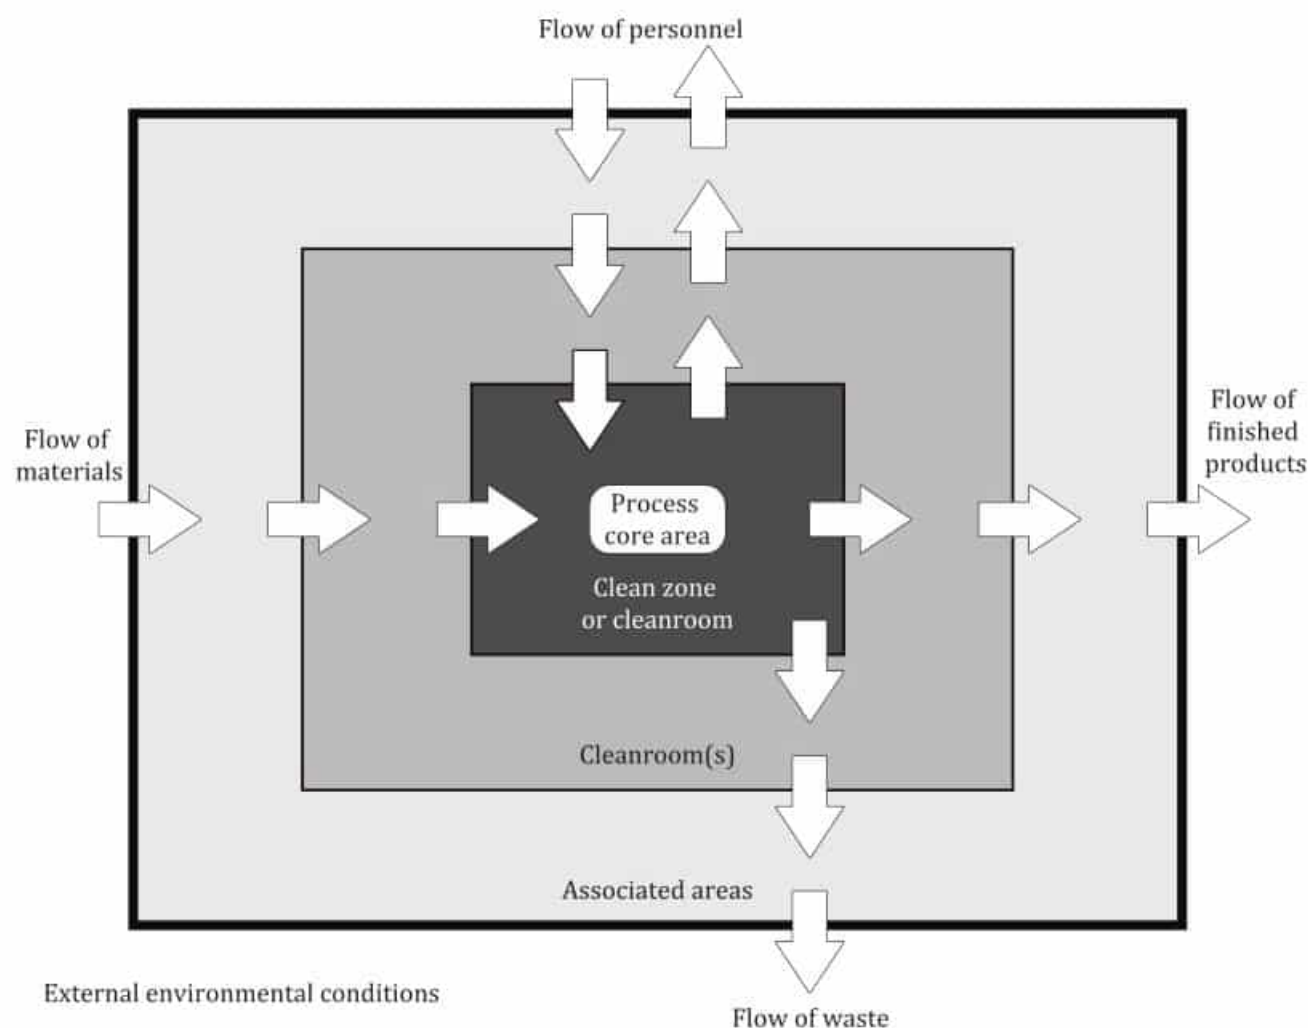 Flow of personnel
Flow of
materials
Flow of
finished
products
Process
core area
Clean zone
or cleanroom
Cleanroom(s)
Associated areas
External environmental conditions
Flow of waste